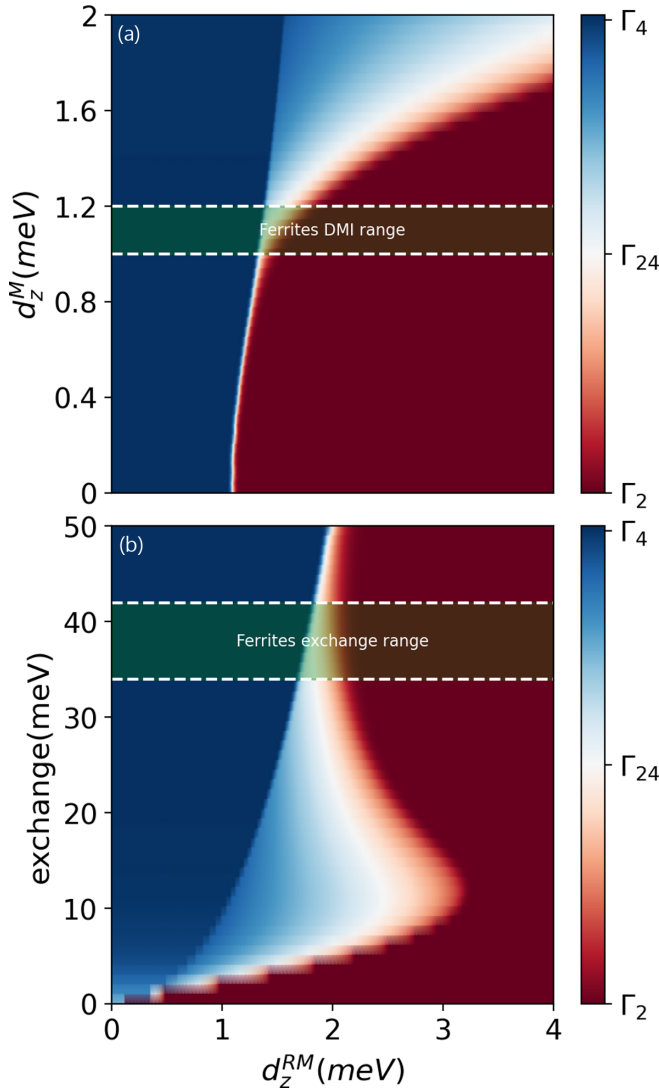 (a)
2
1.6
1.2
0.8
0.4
0
d_z^M(meV)
Ferrites DMI range
Γ₄
Γ₂₄
Γ₂
(b)
50
40
30
20
10
0
exchange(meV)
Ferrites exchange range
0 1 2 3 4
d_z^{RM}(meV)
Γ₄
Γ₂₄
Γ₂